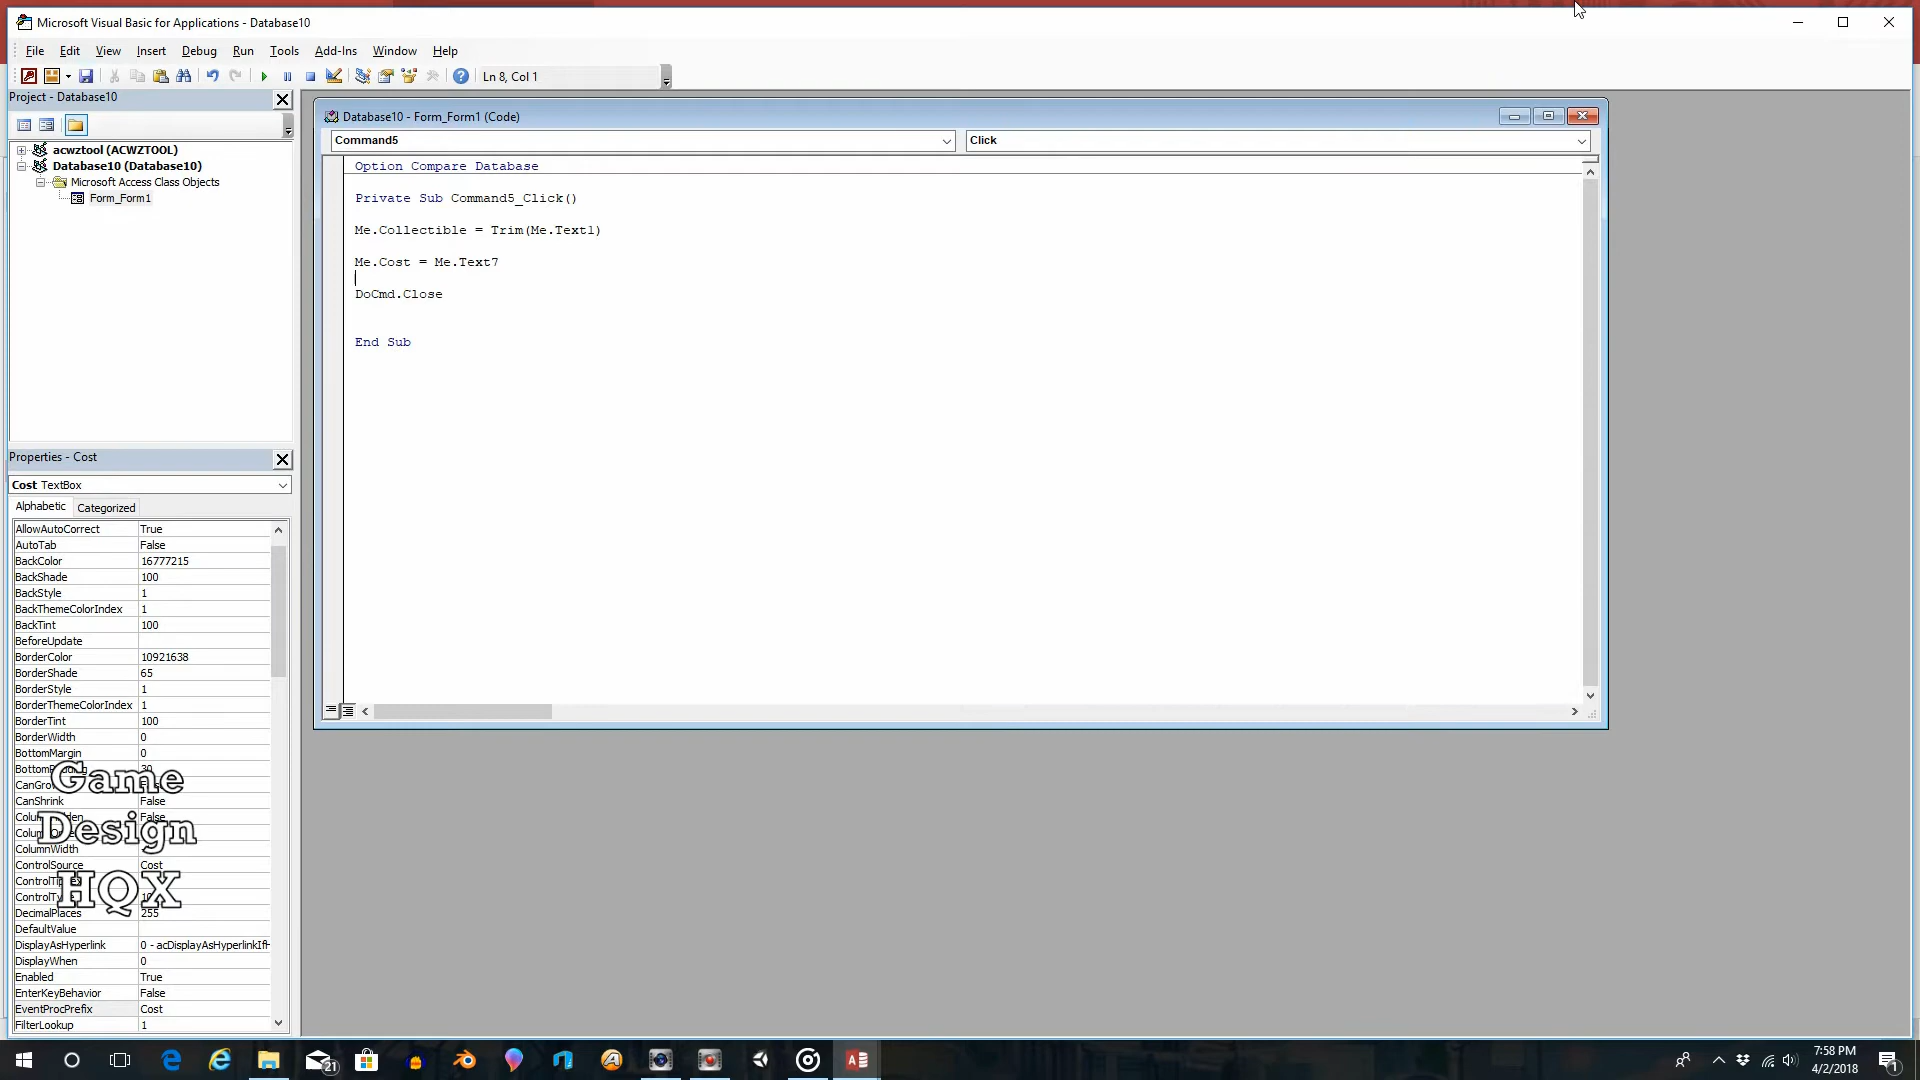 Microsoft Visual Basic for Applications - Database10
File Edit View Insert Debug Run Tools Add-Ins Window Help
Ln 8, Col 1
Project - Database10
acwztool (ACWZTOOL)
Database10 (Database10)
Microsoft Access Class Objects
Form_Form1
Database10 - Form_Form1 (Code)
Command5 Click
Option Compare Database
Private Sub Command5_Click()
Me.Collectible = Trim(Me.Text1)
Me.Cost = Me.Text7
DoCmd.Close
End Sub
Properties - Cost
Cost TextBox
Alphabetic Categorized
AllowAutoCorrect True
AutoTab False
BackColor 16777215
BackShade 100
BackStyle 1
BackThemeColorIndex 1
BackTint 100
BeforeUpdate
BorderColor 10921638
BorderShade 65
BorderStyle 1
BorderThemeColorIndex 1
BorderTint 100
BorderWidth 0
BottomMargin 0
30
CanShrink False
False
ColumnWidth
ControlSource Cost
DecimalPlaces 255
DefaultValue
DisplayAsHyperlink 0 - acDisplayAsHyperlinkIfH
DisplayWhen 0
Enabled True
EnterKeyBehavior False
EventProcPrefix Cost
FilterLookup 1
Game
Design
HQX
21
7:58 PM
4/2/2018
1